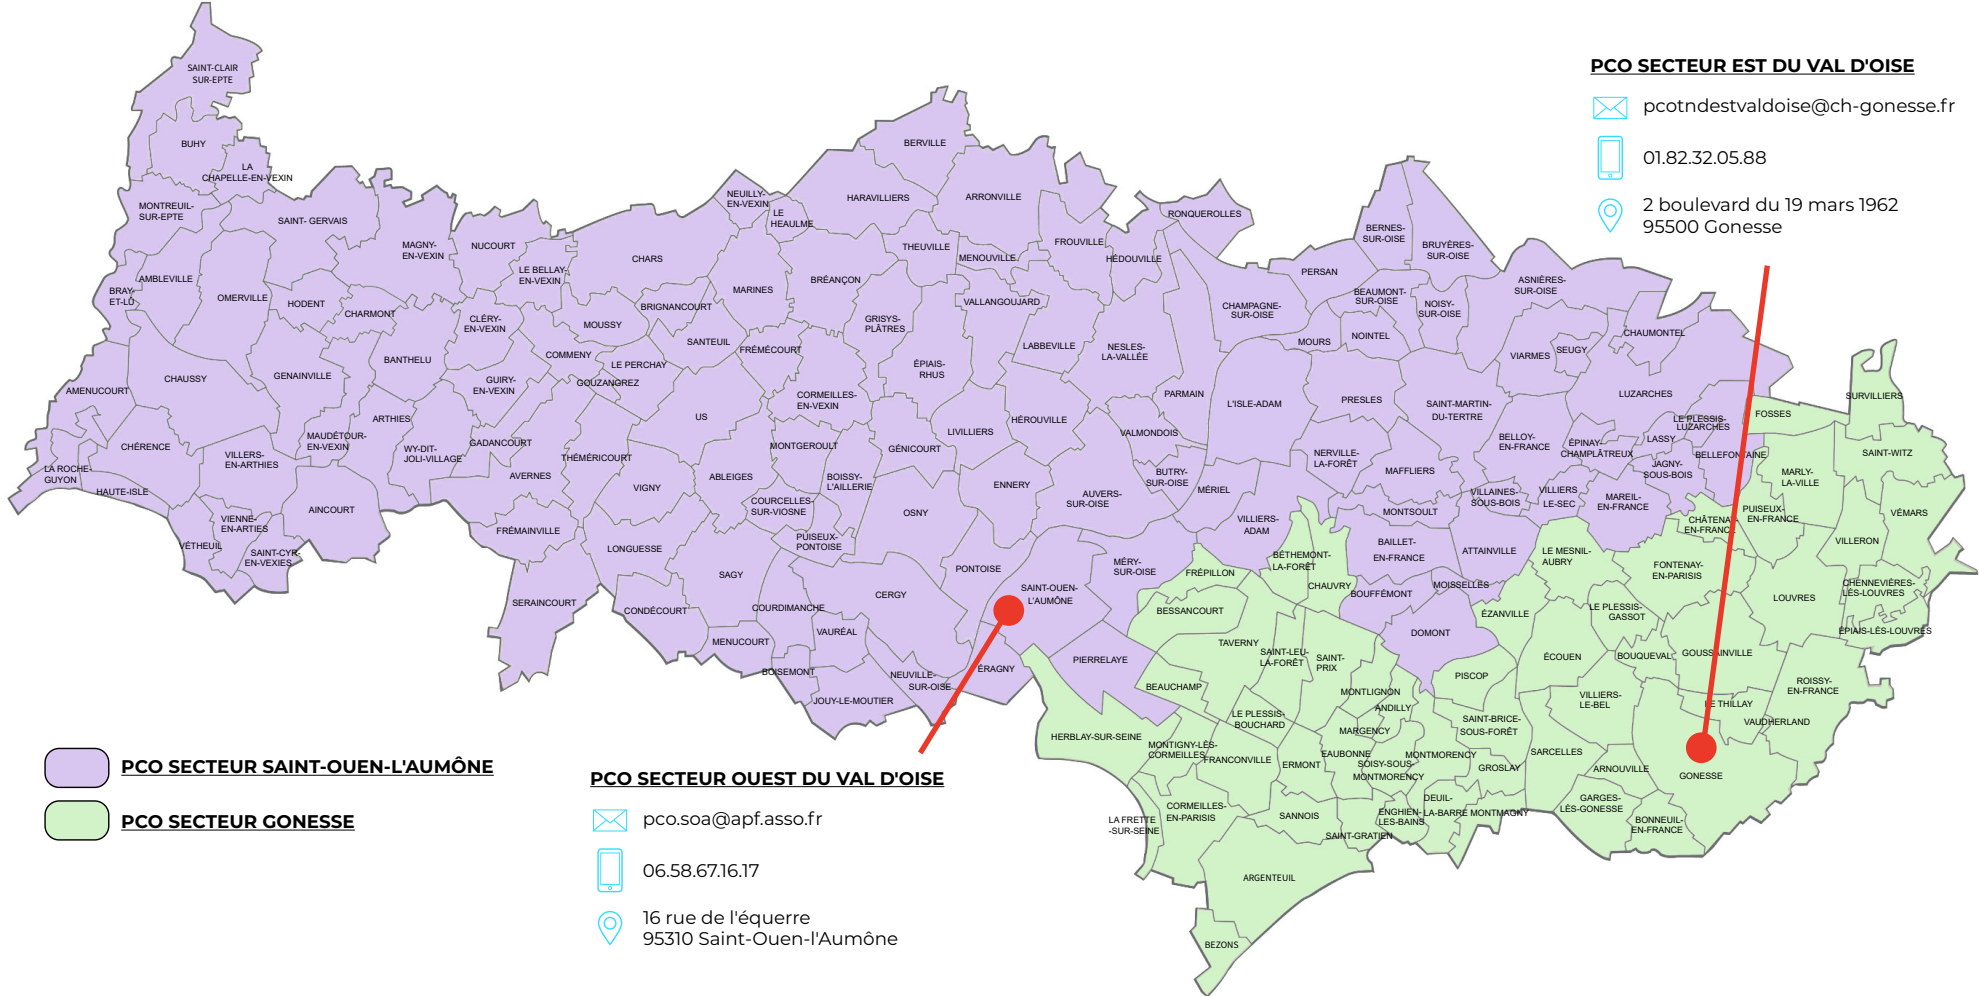 SAINT-CLAIR
SUR-EPTE
BUHY
LA
CHAPELLE-EN-VEXIN
MONTREUIL-
SUR-EPTE
SAINT- GERVAIS
AMBLEVILLE
BRAY-
ET-LÛ
OMERVILLE
HODENT
CHARMONT
MAGNY-
EN-VEXIN
NUCOURT
LE BELLAY-
EN-VEXIN
CLÉRY-
EN-VEXIN
BANTHELU
GENAINVILLE
CHAUSSY
AMENUCOURT
CHÉRENCE
LA ROCHE-
GUYON
HAUTE-ISLE
VILLERS-
EN-ARTHIES
MAUDÉTOUR-
EN-VEXIN
ARTHIES
WY-DIT-
JOLI-VILLAGE
GUIRY-
EN-VEXIN
GADANCOURT
AVERNES
AINCOURT
VIENNE-
EN-ARTIES
VÉTHEUIL
SAINT-CYR-
EN-VEXIES
FRÉMAINVILLE
SERAINCOURT
CHARS
MOUSSY
COMMENY
LE PERCHAY
GOUZANGREZ
BRIGNANCOURT
SANTEUIL
MARINES
NEUILLY-
EN-VEXIN
LE
HEAULME
HARAVILLIERS
BERVILLE
ARRONVILLE
THEUVILLE
MENOUVILLE
BRÉANÇON
GRISYS-
PLÂTRES
VALLANGOUJARD
FROUVILLE
HÉDOUVILLE
LABBEVILLE
NESLES-
LA-VALLÉE
FRÉMÉCOURT
ÉPIAIS-
RHUS
CORMEILLES-
EN-VEXIN
US
THÉMÉRICOURT
VIGNY
ABLEIGES
MONTGEROULT
COURCELLES-
SUR-VIOSNE
BOISSY-
L'AILLERIE
GÉNICOURT
LIVILLIERS
HÉROUVILLE
ENNERY
OSNY
PUISEUX-
PONTOISE
LONGUESSE
SAGY
CONDÉCOURT
COURDIMANCHE
MENUCOURT
VAURÉAL
BOISEMONT
JOUY-LE-MOUTIER
CERGY
PONTOISE
NEUVILLE-
SUR-OISE
ÉRAGNY
SAINT-OUEN-
L'AUMÔNE
PIERRELAYE
MÉRY-
SUR-OISE
AUVERS-
SUR-OISE
VALMONDOIS
BUTRY-
SUR-OISE
PARMAIN
MÉRIEL
VILLIERS-
ADAM
L'ISLE-ADAM
CHAMPAGNE-
SUR-OISE
RONQUEROLLES
PERSAN
BERNES-
SUR-OISE
BRUYÈRES-
SUR-OISE
BEAUMONT-
SUR-OISE
NOISY-
SUR-OISE
MOURS
NOINTEL
PRESLES
NERVILLE-
LA-FORÊT
MAFFLIERS
MONTSOULT
SAINT-MARTIN-
DU-TERTRE
ASNIÈRES-
SUR-OISE
VIARMES
SEUGY
CHAUMONTEL
LUZARCHES
BELLOY-
EN-FRANCE
ÉPINAY-
CHAMPLÂTREUX
LASSY
LE PLESSIS-
LUZARCHES
JAGNY-
SOUS-BOIS
BELLEFONTAINE
MAREIL-
EN-FRANCE
VILLIERS
LE-SEC
VILLAINES-
SOUS-BOIS
ATTAINVILLE
BAILLET-
EN-FRANCE
MOISSELLES
BOUFFÉMONT
DOMONT
FOSSES
SURVILLIERS
SAINT-WITZ
MARLY-
LA-VILLE
PUISEUX-
EN-FRANCE
CHÂTENAY
EN-FRANCE
VÉMARS
VILLERON
FONTENAY-
EN-PARISIS
LE MESNIL-
AUBRY
LOUVRES
CHENNEVIÈRES-
LÈS-LOUVRES
ÉPIAIS-LÈS-LOUVRES
LE PLESSIS-
GASSOT
ÉZANVILLE
ÉCOUEN
BOUQUEVAL
GOUSSAINVILLE
ROISSY-
EN-FRANCE
LE THILLAY
VAUDHERLAND
VILLIERS-
LE-BEL
SARCELLES
ARNOUVILLE
GONESSE
GARGES-
LÈS-GONESSE
BONNEUIL-
EN-FRANCE
PISCOP
SAINT-BRICE-
SOUS-FORÊT
GROSLAY
MONTMORENCY
DEUIL-
LA-BARRE
MONTMAGNY
ENGHIEN-
LES-BAINS
SAINT-GRATIEN
SOISY-SOUS-
MONTMORENCY
EAUBONNE
MARGENCY
ANDILLY
MONTLIGNON
SAINT-
PRIX
SAINT-LEU-
LA-FORÊT
CHAUVRY
BÉTHEMONT-
LA-FORÊT
FRÉPILLON
BESSANCOURT
TAVERNY
BEAUCHAMP
LE PLESSIS-
BOUCHARD
ERMONT
FRANCONVILLE
MONTIGNY-LÈS-
CORMEILLES
HERBLAY-SUR-SEINE
LA FRETTE
-SUR-SEINE
CORMEILLES-
EN-PARISIS
SANNOIS
ARGENTEUIL
BEZONS
PCO SECTEUR EST DU VAL D'OISE
pcotndestvaldoise@ch-gonesse.fr
01.82.32.05.88
2 boulevard du 19 mars 1962
95500 Gonesse
PCO SECTEUR SAINT-OUEN-L'AUMÔNE
PCO SECTEUR GONESSE
PCO SECTEUR OUEST DU VAL D'OISE
pco.soa@apf.asso.fr
06.58.67.16.17
16 rue de l'équerre
95310 Saint-Ouen-l'Aumône